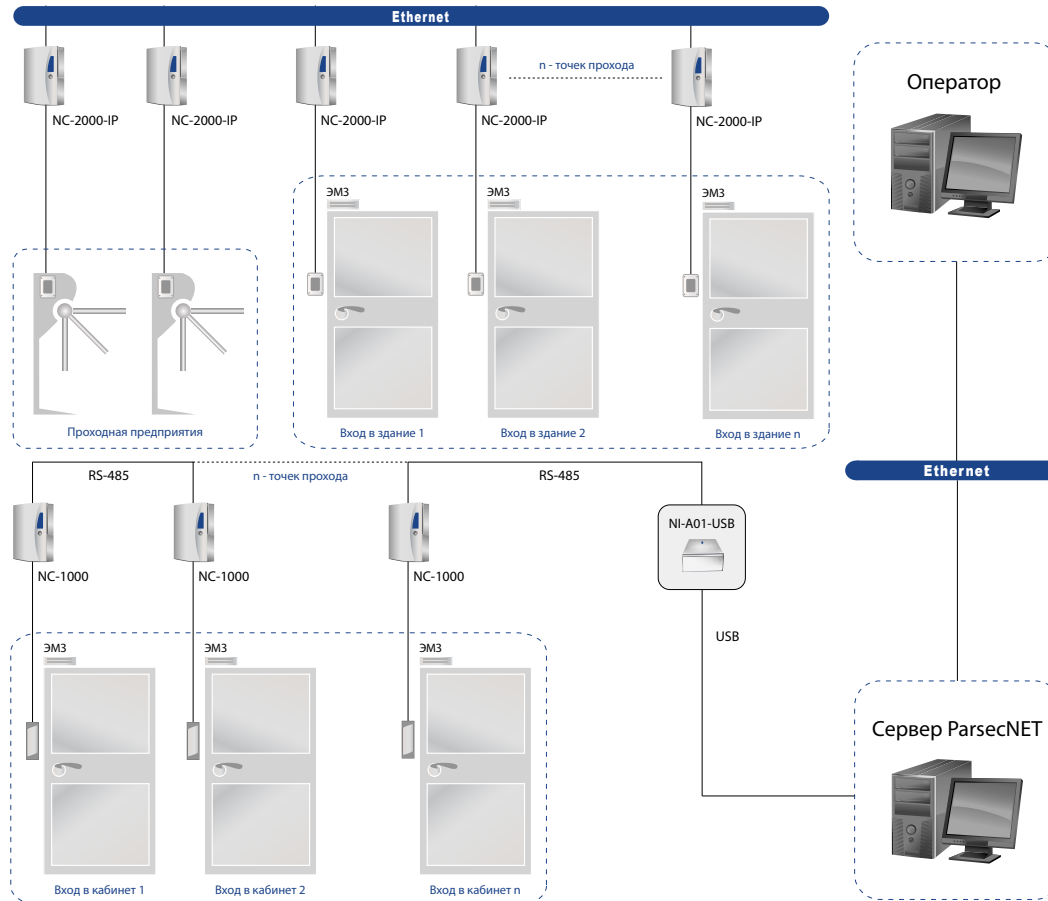 Ethernet
n - точек прохода
NC-2000-IP
NC-2000-IP
NC-2000-IP
NC-2000-IP
NC-2000-IP
Оператор
ЭМЗ
ЭМЗ
ЭМЗ
Проходная предприятия
Вход в здание 1
Вход в здание 2
Вход в здание n
RS-485
n - точек прохода
RS-485
Ethernet
NI-A01-USB
NC-1000
NC-1000
NC-1000
USB
ЭМЗ
ЭМЗ
ЭМЗ
Сервер ParsecNET
Вход в кабинет 1
Вход в кабинет 2
Вход в кабинет n